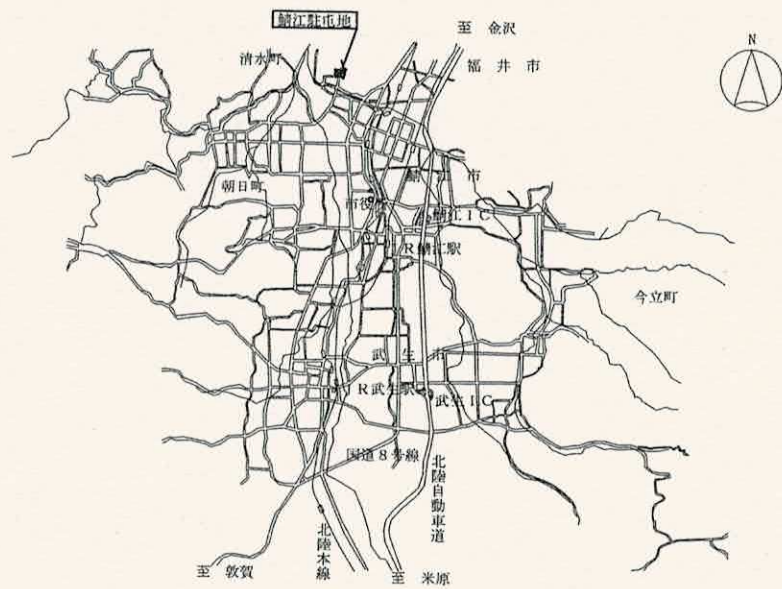 鯖江駐屯地
至 金沢
清水町
福井市
N
朝日町
鯖江市
市役所
鯖江IC
R鯖江駅
今立町
武生市
R武生駅
武生IC
国道8号線
北陸自動車道
北陸本線
至 敦賀
至 米原